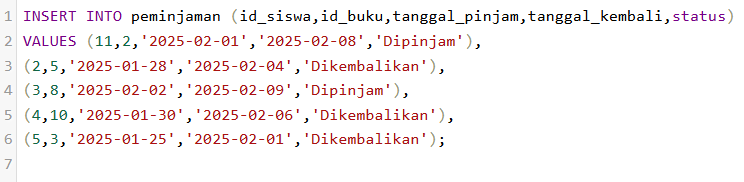 1 INSERT INTO peminjaman (id_siswa,id_buku,tanggal_pinjam,tanggal_kembali,status)
2 VALUES (11,2,'2025-02-01','2025-02-08','Dipinjam'),
3 (2,5,'2025-01-28','2025-02-04','Dikembalikan'),
4 (3,8,'2025-02-02','2025-02-09','Dipinjam'),
5 (4,10,'2025-01-30','2025-02-06','Dikembalikan'),
6 (5,3,'2025-01-25','2025-02-01','Dikembalikan');
7